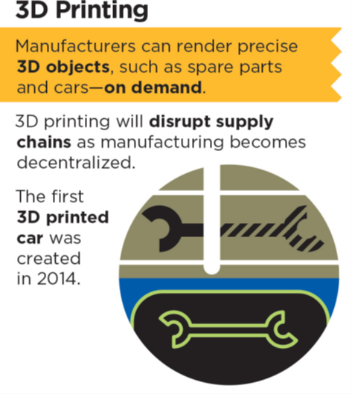 3D Printing
Manufacturers can render precise
3D objects, such as spare parts
and cars—on demand.
3D printing will disrupt supply
chains as manufacturing becomes
decentralized.
The first
3D printed
car was
created
in 2014.